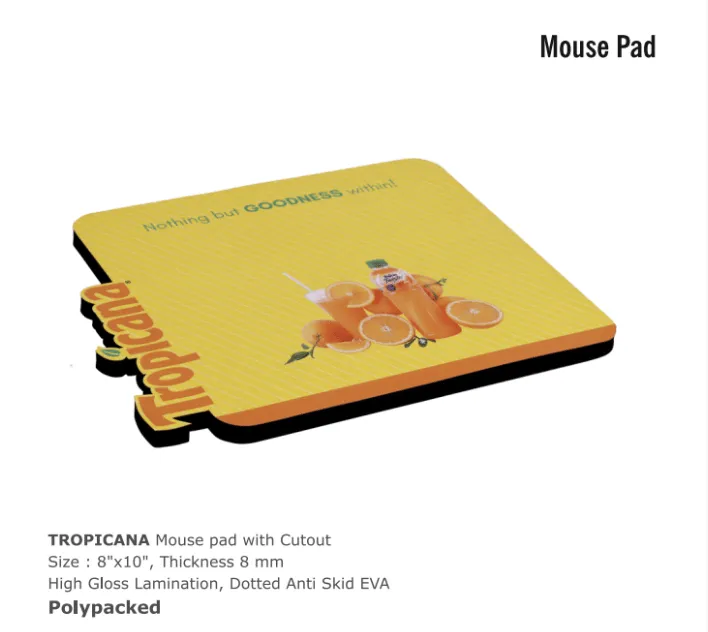 Mouse Pad
Nothing but GOODNESS within!
Tropicana
TROPICANA Mouse pad with Cutout
Size : 8"x10", Thickness 8 mm
High Gloss Lamination, Dotted Anti Skid EVA
Polypacked